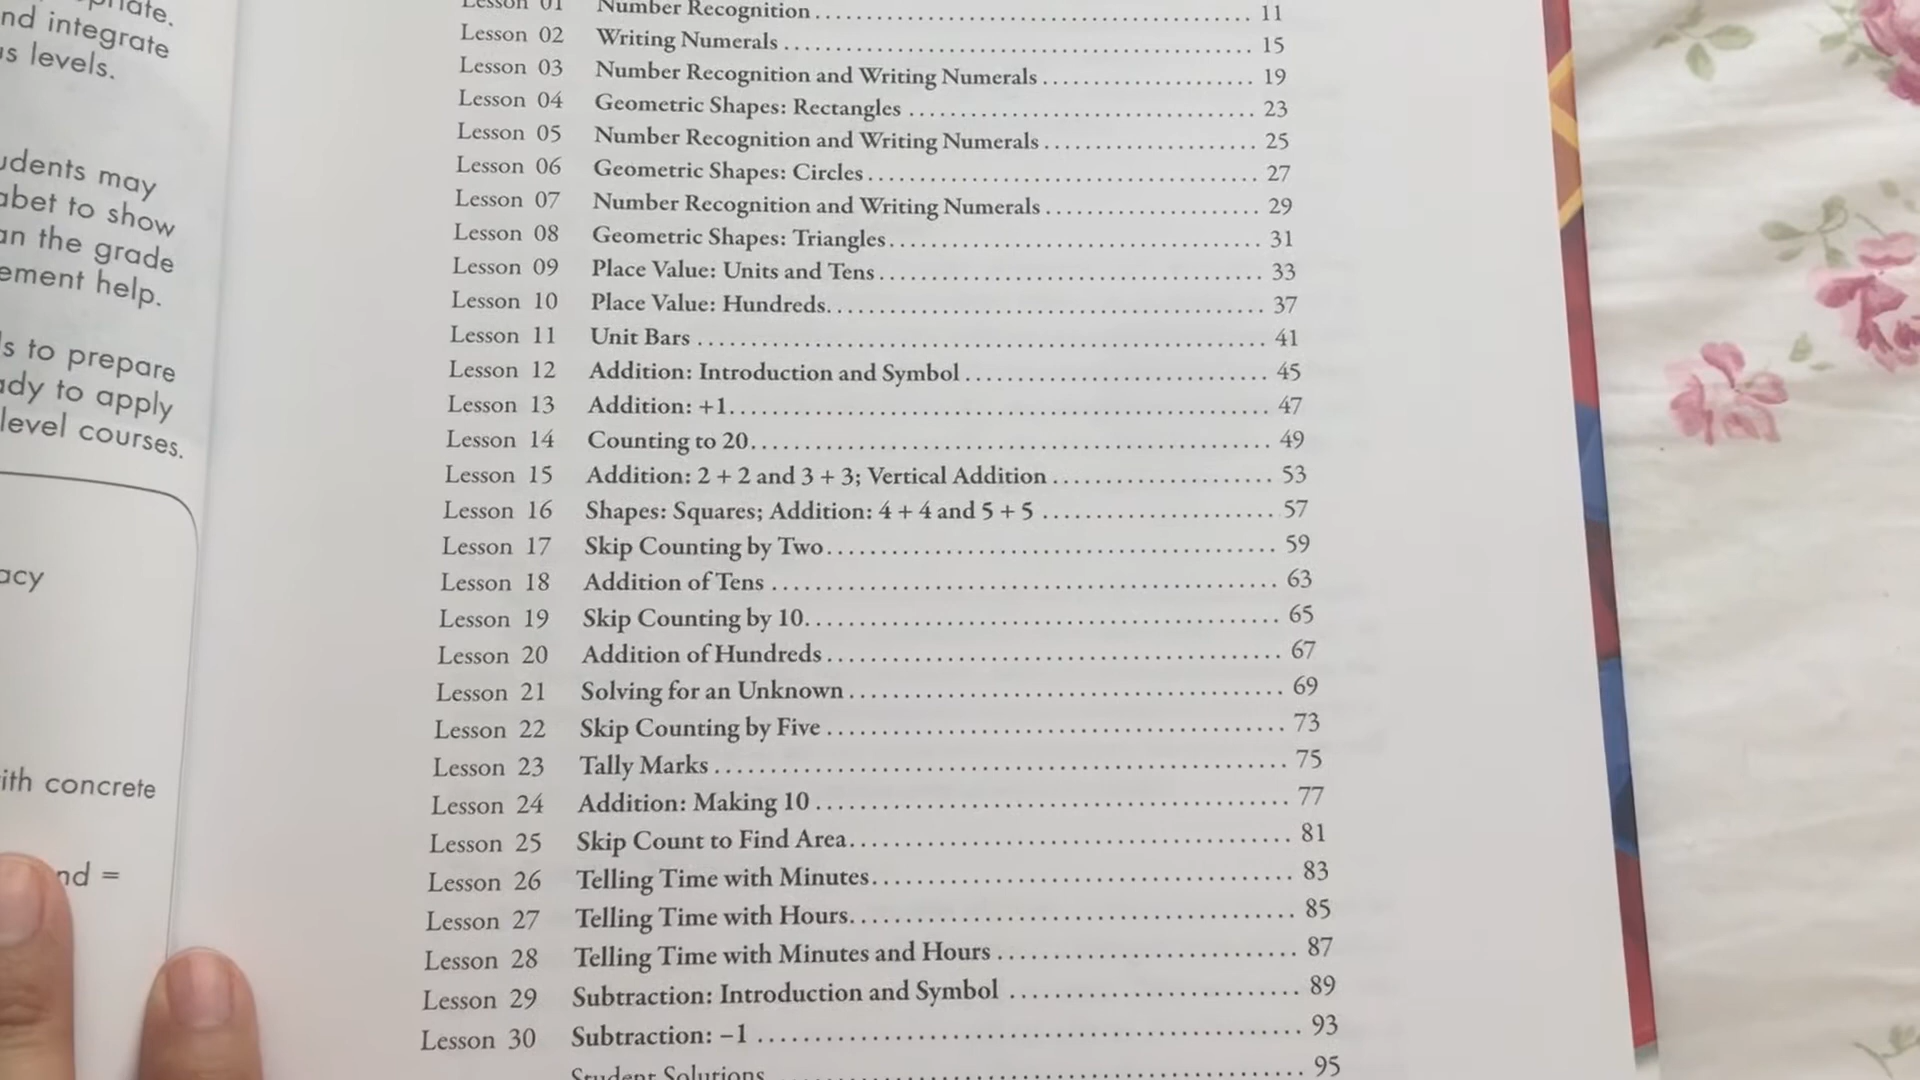 nd integrate
s levels.
udents may
abet to show
an the grade
ement help.
s to prepare
ady to apply
level courses.
acy
ith concrete
nd =
Lesson 01 Number Recognition 11
Lesson 02 Writing Numerals 15
Lesson 03 Number Recognition and Writing Numerals 19
Lesson 04 Geometric Shapes: Rectangles 23
Lesson 05 Number Recognition and Writing Numerals 25
Lesson 06 Geometric Shapes: Circles 27
Lesson 07 Number Recognition and Writing Numerals 29
Lesson 08 Geometric Shapes: Triangles 31
Lesson 09 Place Value: Units and Tens 33
Lesson 10 Place Value: Hundreds 37
Lesson 11 Unit Bars 41
Lesson 12 Addition: Introduction and Symbol 45
Lesson 13 Addition: +1 47
Lesson 14 Counting to 20 49
Lesson 15 Addition: 2 + 2 and 3 + 3; Vertical Addition 53
Lesson 16 Shapes: Squares; Addition: 4 + 4 and 5 + 5 57
Lesson 17 Skip Counting by Two 59
Lesson 18 Addition of Tens 63
Lesson 19 Skip Counting by 10 65
Lesson 20 Addition of Hundreds 67
Lesson 21 Solving for an Unknown 69
Lesson 22 Skip Counting by Five 73
Lesson 23 Tally Marks 75
Lesson 24 Addition: Making 10 77
Lesson 25 Skip Count to Find Area 81
Lesson 26 Telling Time with Minutes 83
Lesson 27 Telling Time with Hours 85
Lesson 28 Telling Time with Minutes and Hours 87
Lesson 29 Subtraction: Introduction and Symbol 89
Lesson 30 Subtraction: −1 93
Student Solutions 95